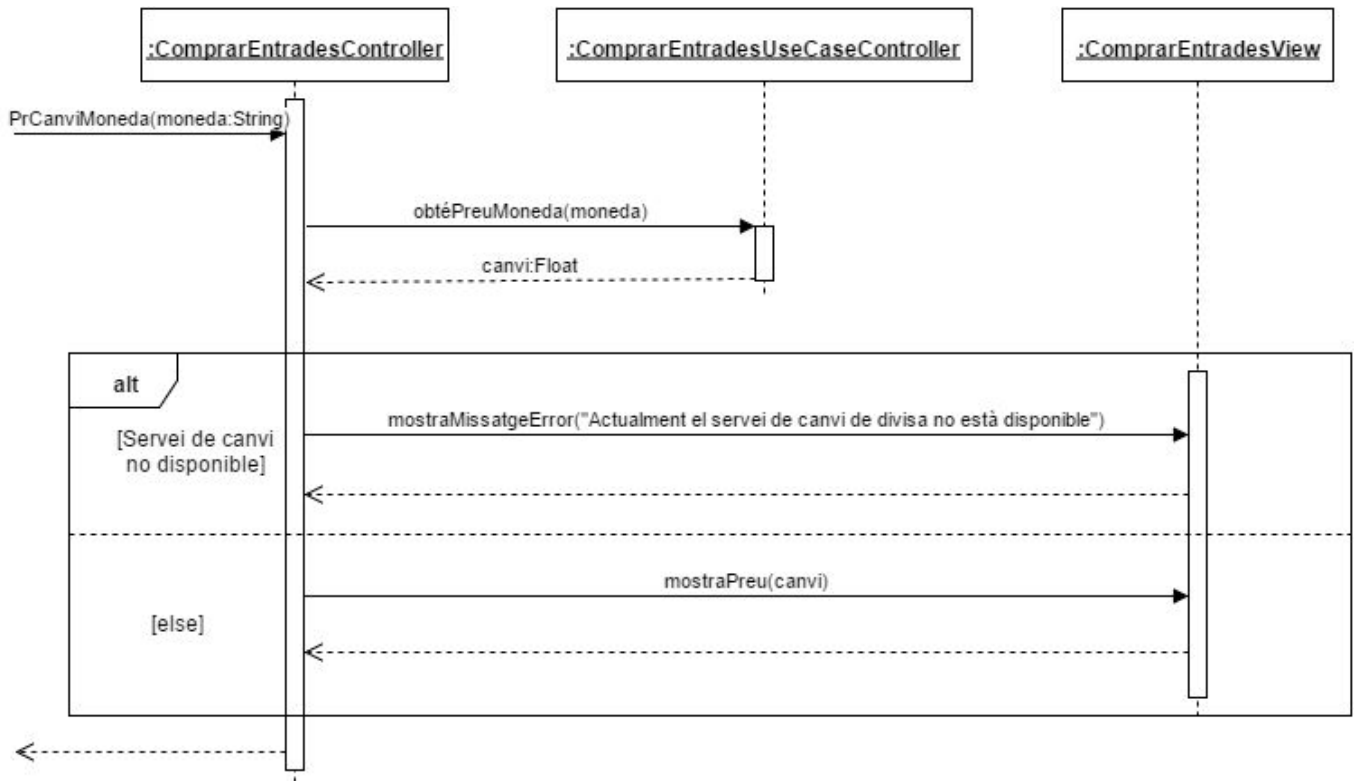 :ComprarEntradesController
:ComprarEntradesUseCaseController
:ComprarEntradesView
PrCanviMoneda(moneda:String)
obtéPreuMoneda(moneda)
canvi:Float
alt
mostraMissatgeError("Actualment el servei de canvi de divisa no està disponible")
[Servei de canvi
no disponible]
mostraPreu(canvi)
[else]